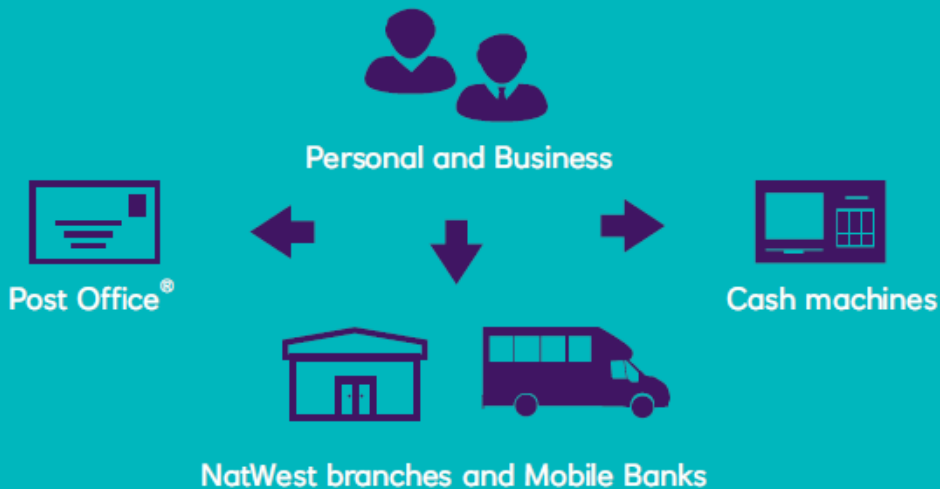 Personal and Business
Post Office®
Cash machines
NatWest branches and Mobile Banks